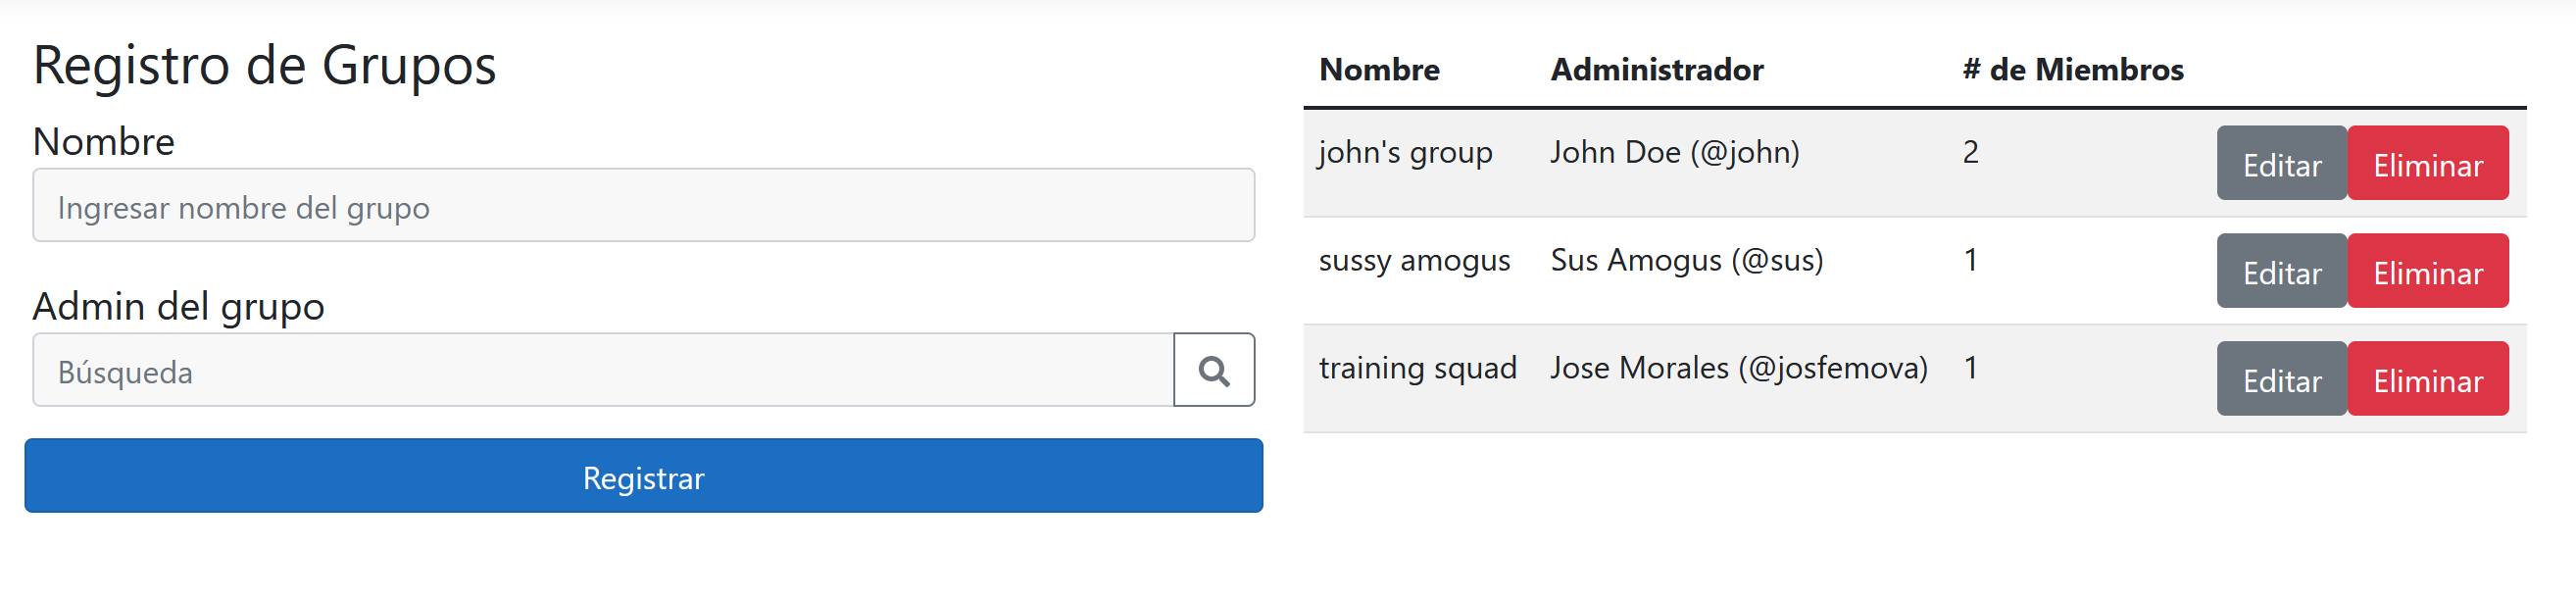 Registro de Grupos
Nombre
Ingresar nombre del grupo
Admin del grupo
Búsqueda
Registrar
Nombre Administrador # de Miembros
john's group John Doe (@john) 2 Editar Eliminar
sussy amogus Sus Amogus (@sus) 1 Editar Eliminar
training squad Jose Morales (@josfemova) 1 Editar Eliminar